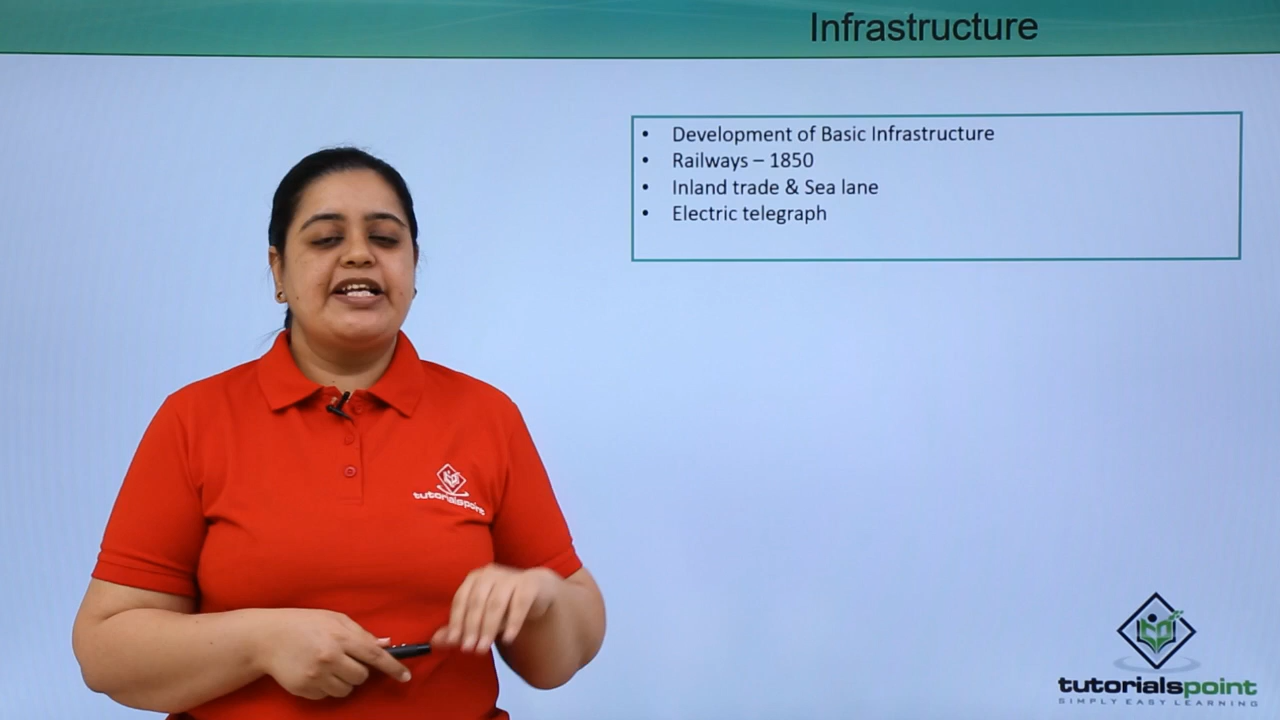 Infrastructure
• Development of Basic Infrastructure
• Railways – 1850
• Inland trade & Sea lane
• Electric telegraph
tutorialspoint
tutorialspoint
SIMPLY EASY LEARNING